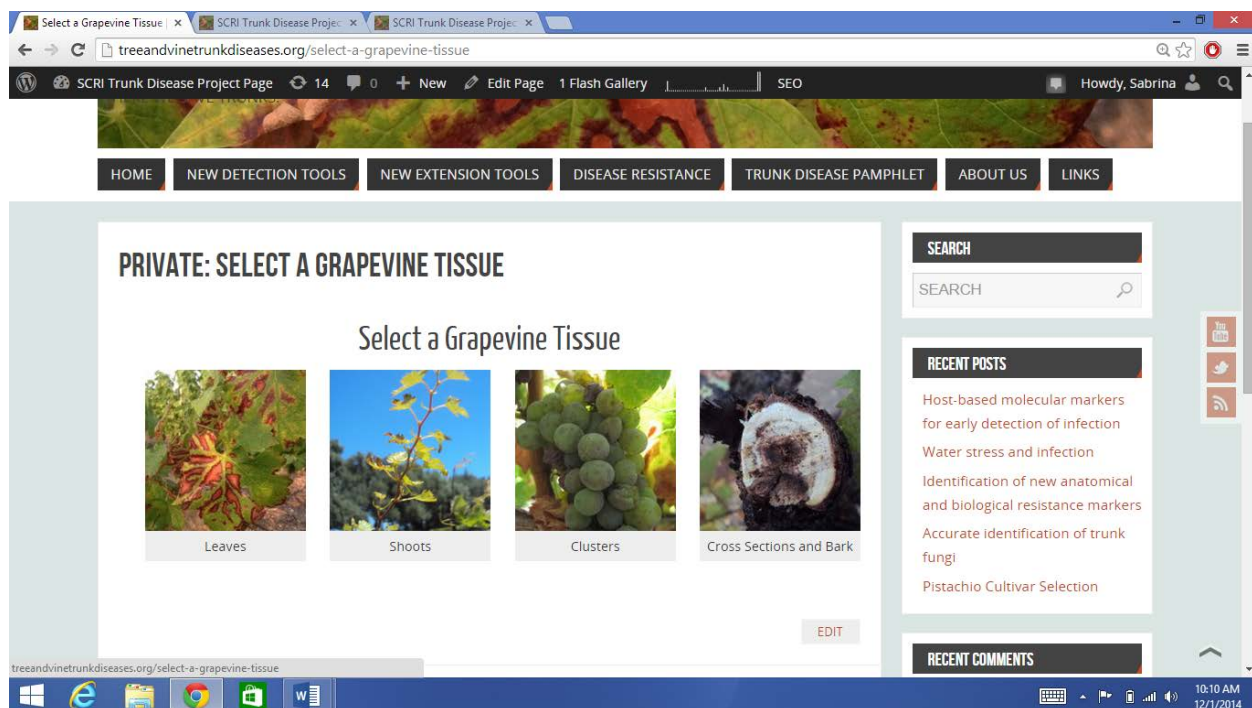 Select a Grapevine Tissue |
SCRI Trunk Disease Projec
SCRI Trunk Disease Projec
treeandvinetrunkdiseases.org/select-a-grapevine-tissue
SCRI Trunk Disease Project Page 14 0 New Edit Page 1 Flash Gallery SEO Howdy, Sabrina
HOME NEW DETECTION TOOLS NEW EXTENSION TOOLS DISEASE RESISTANCE TRUNK DISEASE PAMPHLET ABOUT US LINKS
PRIVATE: SELECT A GRAPEVINE TISSUE
Select a Grapevine Tissue
Leaves Shoots Clusters Cross Sections and Bark
EDIT
SEARCH
SEARCH
You
Tube
RECENT POSTS
Host-based molecular markers
for early detection of infection
Water stress and infection
Identification of new anatomical
and biological resistance markers
Accurate identification of trunk
fungi
Pistachio Cultivar Selection
RECENT COMMENTS
treeandvinetrunkdiseases.org/select-a-grapevine-tissue
10:10 AM
12/1/2014